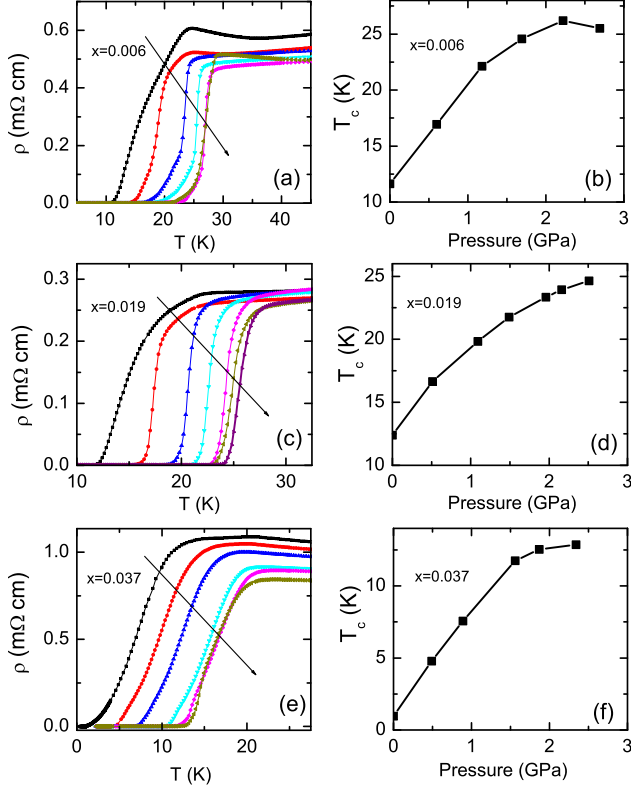 0.6
0.4
0.2
0.0
ρ (mΩ cm)
x=0.006
(a)
10 20 30 40
T (K)
25
20
15
10
T_c (K)
x=0.006
(b)
0 1 2 3
Pressure (GPa)
0.3
0.2
0.1
0.0
ρ (mΩ cm)
x=0.019
(c)
10 20 30
T (K)
25
20
15
10
T_c (K)
x=0.019
(d)
0 1 2 3
Pressure (GPa)
1.0
0.5
0.0
ρ (mΩ cm)
x=0.037
(e)
0 10 20
T (K)
10
5
0
T_c (K)
x=0.037
(f)
0 1 2 3
Pressure (GPa)